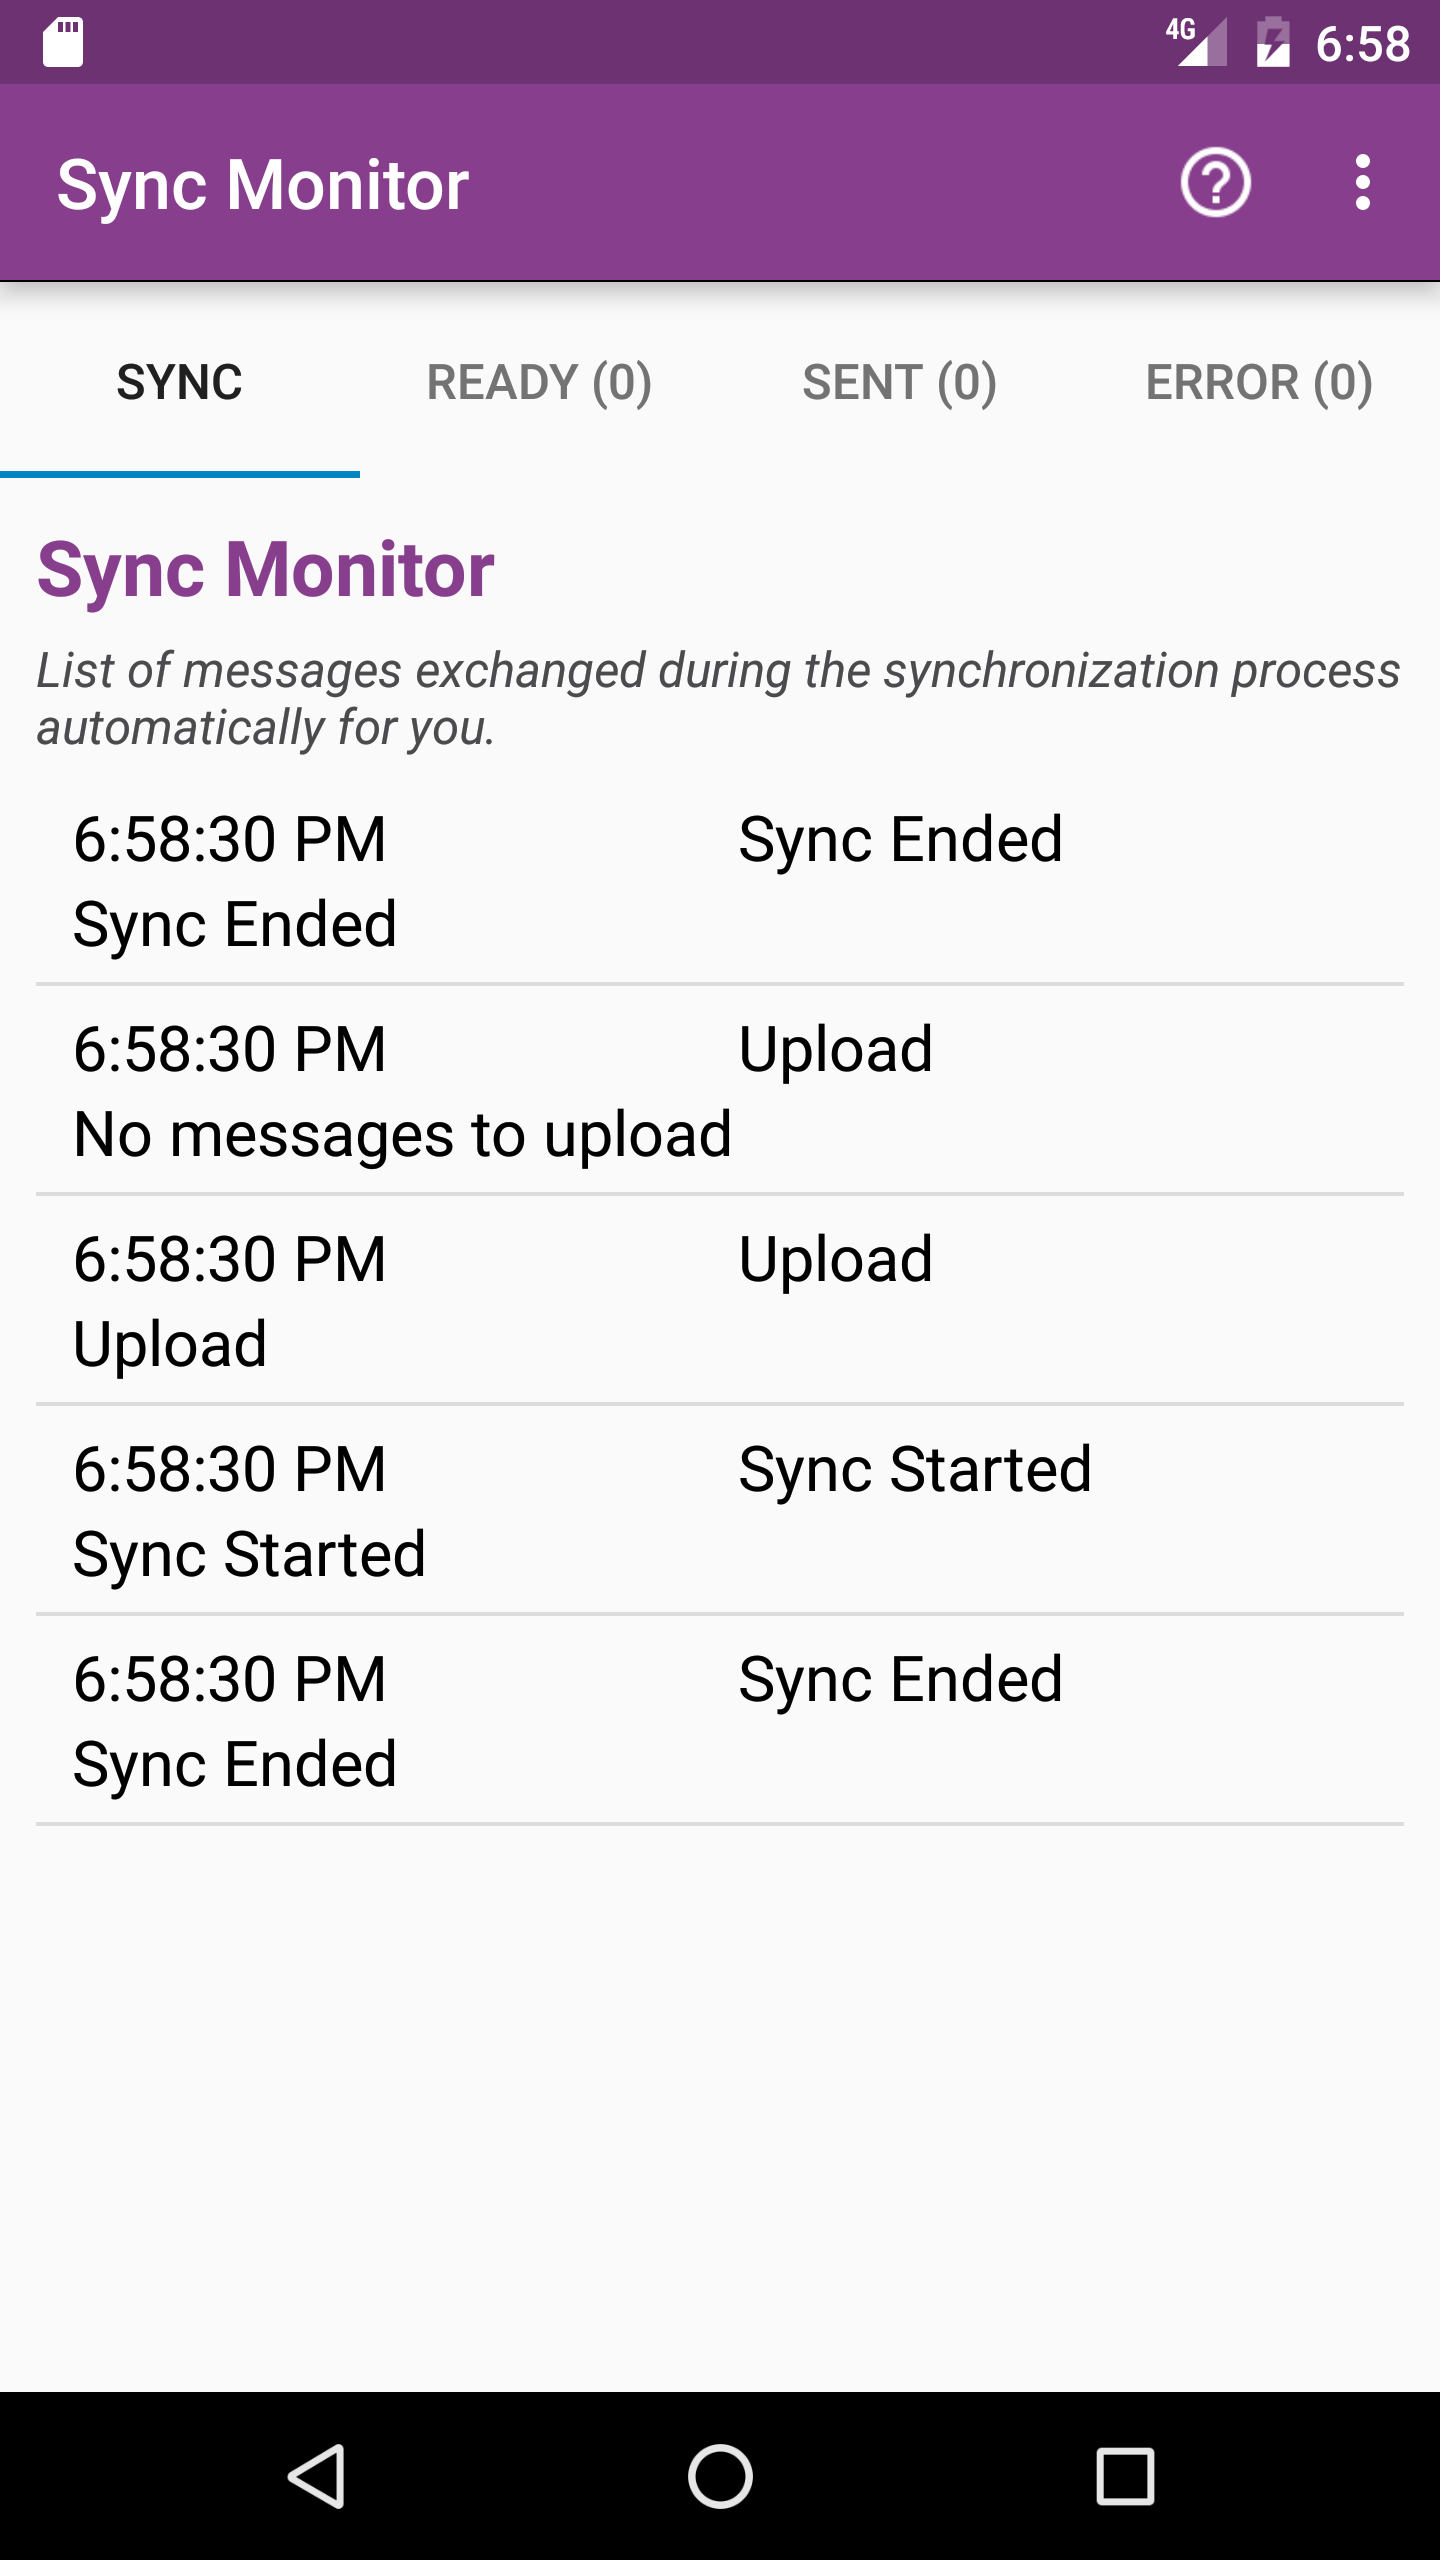 4G 6:58
Sync Monitor
SYNC READY (0) SENT (0) ERROR (0)
Sync Monitor
List of messages exchanged during the synchronization process
automatically for you.
6:58:30 PM Sync Ended
Sync Ended
6:58:30 PM Upload
No messages to upload
6:58:30 PM Upload
Upload
6:58:30 PM Sync Started
Sync Started
6:58:30 PM Sync Ended
Sync Ended